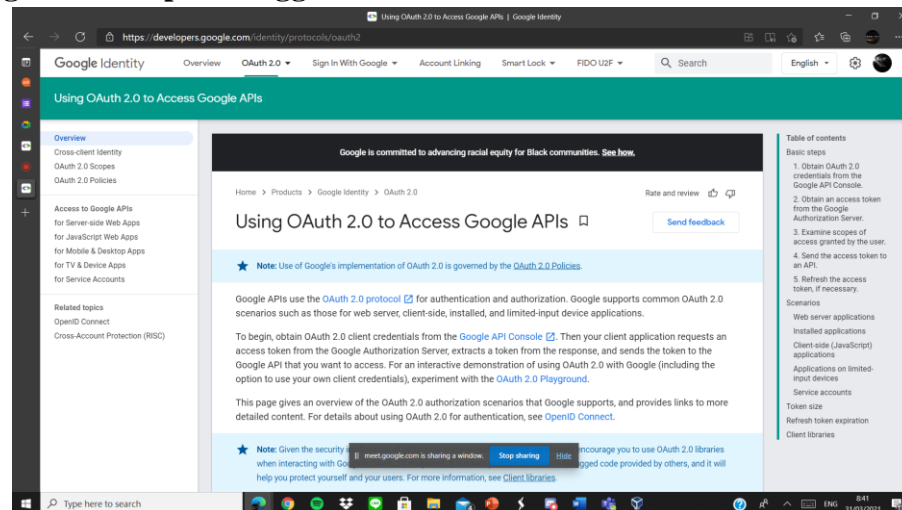 Using OAuth 2.0 to Access Google APIs | Google Identity
https://developers.google.com/identity/protocols/oauth2
Google Identity Overview OAuth 2.0 Sign In With Google Account Linking Smart Lock FIDO U2F Search English
Using OAuth 2.0 to Access Google APIs
Overview
Cross-client Identity
OAuth 2.0 Scopes
OAuth 2.0 Policies
Access to Google APIs
for Server-side Web Apps
for JavaScript Web Apps
for Mobile & Desktop Apps
for TV & Device Apps
for Service Accounts
Related topics
OpenID Connect
Cross-Account Protection (RISC)
Google is committed to advancing racial equity for Black communities. See how.
Home > Products > Google Identity > OAuth 2.0
Rate and review
Using OAuth 2.0 to Access Google APIs
Send feedback
Note: Use of Google's implementation of OAuth 2.0 is governed by the OAuth 2.0 Policies.
Google APIs use the OAuth 2.0 protocol for authentication and authorization. Google supports common OAuth 2.0
scenarios such as those for web server, client-side, installed, and limited-input device applications.
To begin, obtain OAuth 2.0 client credentials from the Google API Console. Then your client application requests an
access token from the Google Authorization Server, extracts a token from the response, and sends the token to the
Google API that you want to access. For an interactive demonstration of using OAuth 2.0 with Google (including the
option to use your own client credentials), experiment with the OAuth 2.0 Playground.
This page gives an overview of the OAuth 2.0 authorization scenarios that Google supports, and provides links to more
detailed content. For details about using OAuth 2.0 for authentication, see OpenID Connect.
Note: Given the security i encourage you to use OAuth 2.0 libraries
when interacting with Go gged code provided by others, and it will
help you protect yourself and your users. For more information, see Client libraries.
meet.google.com is sharing a window. Stop sharing Hide
Table of contents
Basic steps
1. Obtain OAuth 2.0
credentials from the
Google API Console.
2. Obtain an access token
from the Google
Authorization Server.
3. Examine scopes of
access granted by the user.
4. Send the access token to
an API.
5. Refresh the access
token, if necessary.
Scenarios
Web server applications
Installed applications
Client-side (JavaScript)
applications
Applications on limited-
input devices
Service accounts
Token size
Refresh token expiration
Client libraries
Type here to search
ENG
8:41
31/03/2021